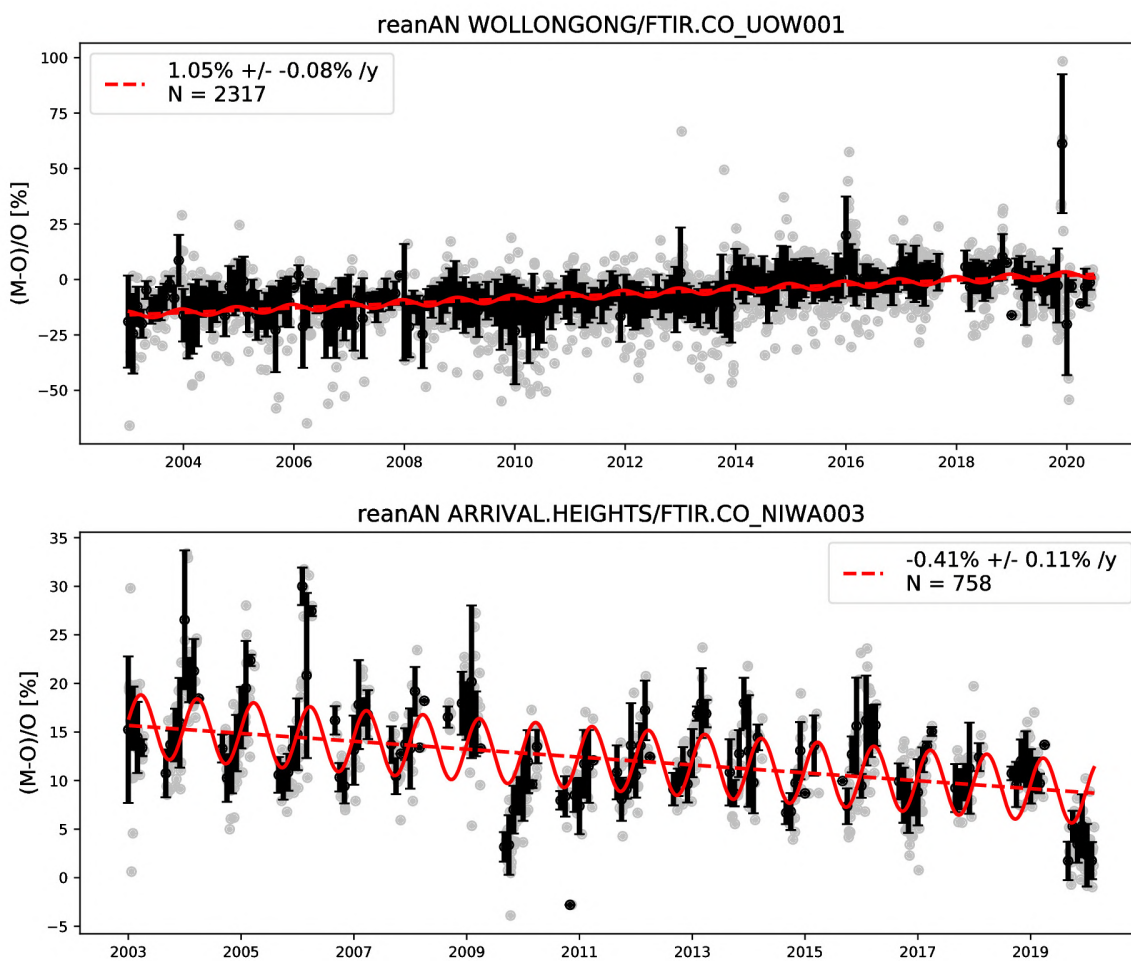 reanAN WOLLONGONG/FTIR.CO_UOW001
1.05% +/- -0.08% /y
N = 2317
(M-O)/O [%]
100
75
50
25
0
−25
−50
2004 2006 2008 2010 2012 2014 2016 2018 2020
reanAN ARRIVAL.HEIGHTS/FTIR.CO_NIWA003
-0.41% +/- 0.11% /y
N = 758
(M-O)/O [%]
35
30
25
20
15
10
5
0
−5
2003 2005 2007 2009 2011 2013 2015 2017 2019